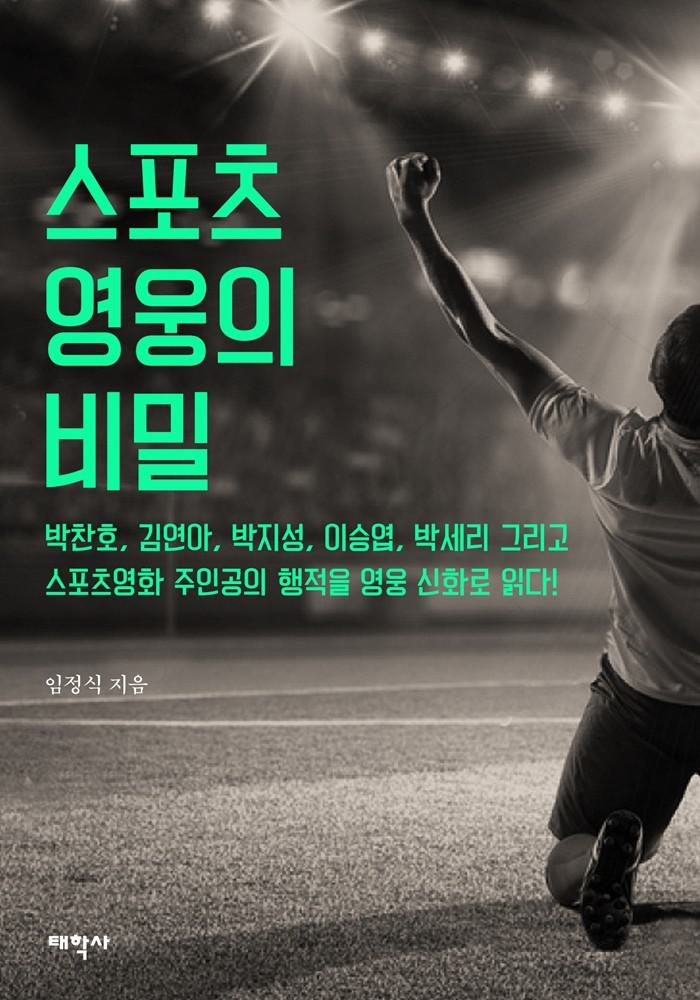 스포츠
영웅의
비밀
박찬호, 김연아, 박지성, 이승엽, 박세리 그리고
스포츠영화 주인공의 행적을 영웅 신화로 읽다!
임정식 지음
태학사